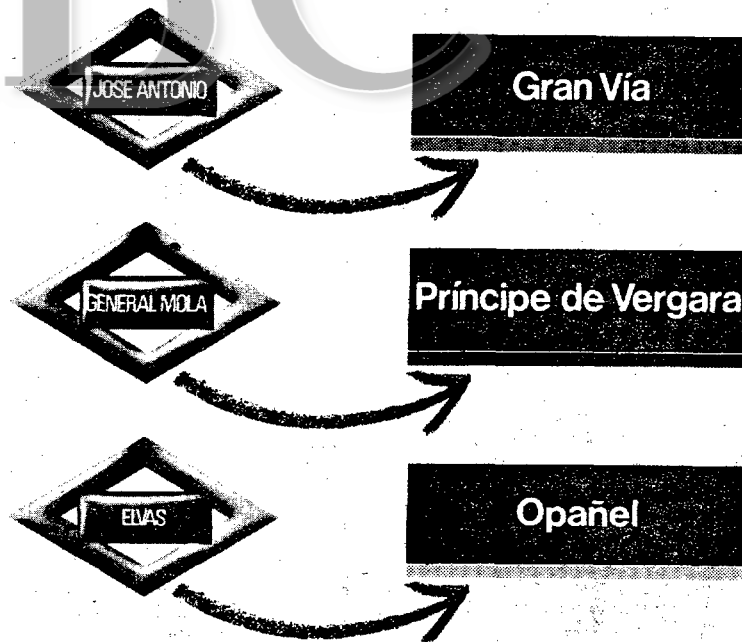 JOSE ANTONIO
Gran Vía
GENERAL MOLA
Príncipe de Vergara
ELVAS
Opañel